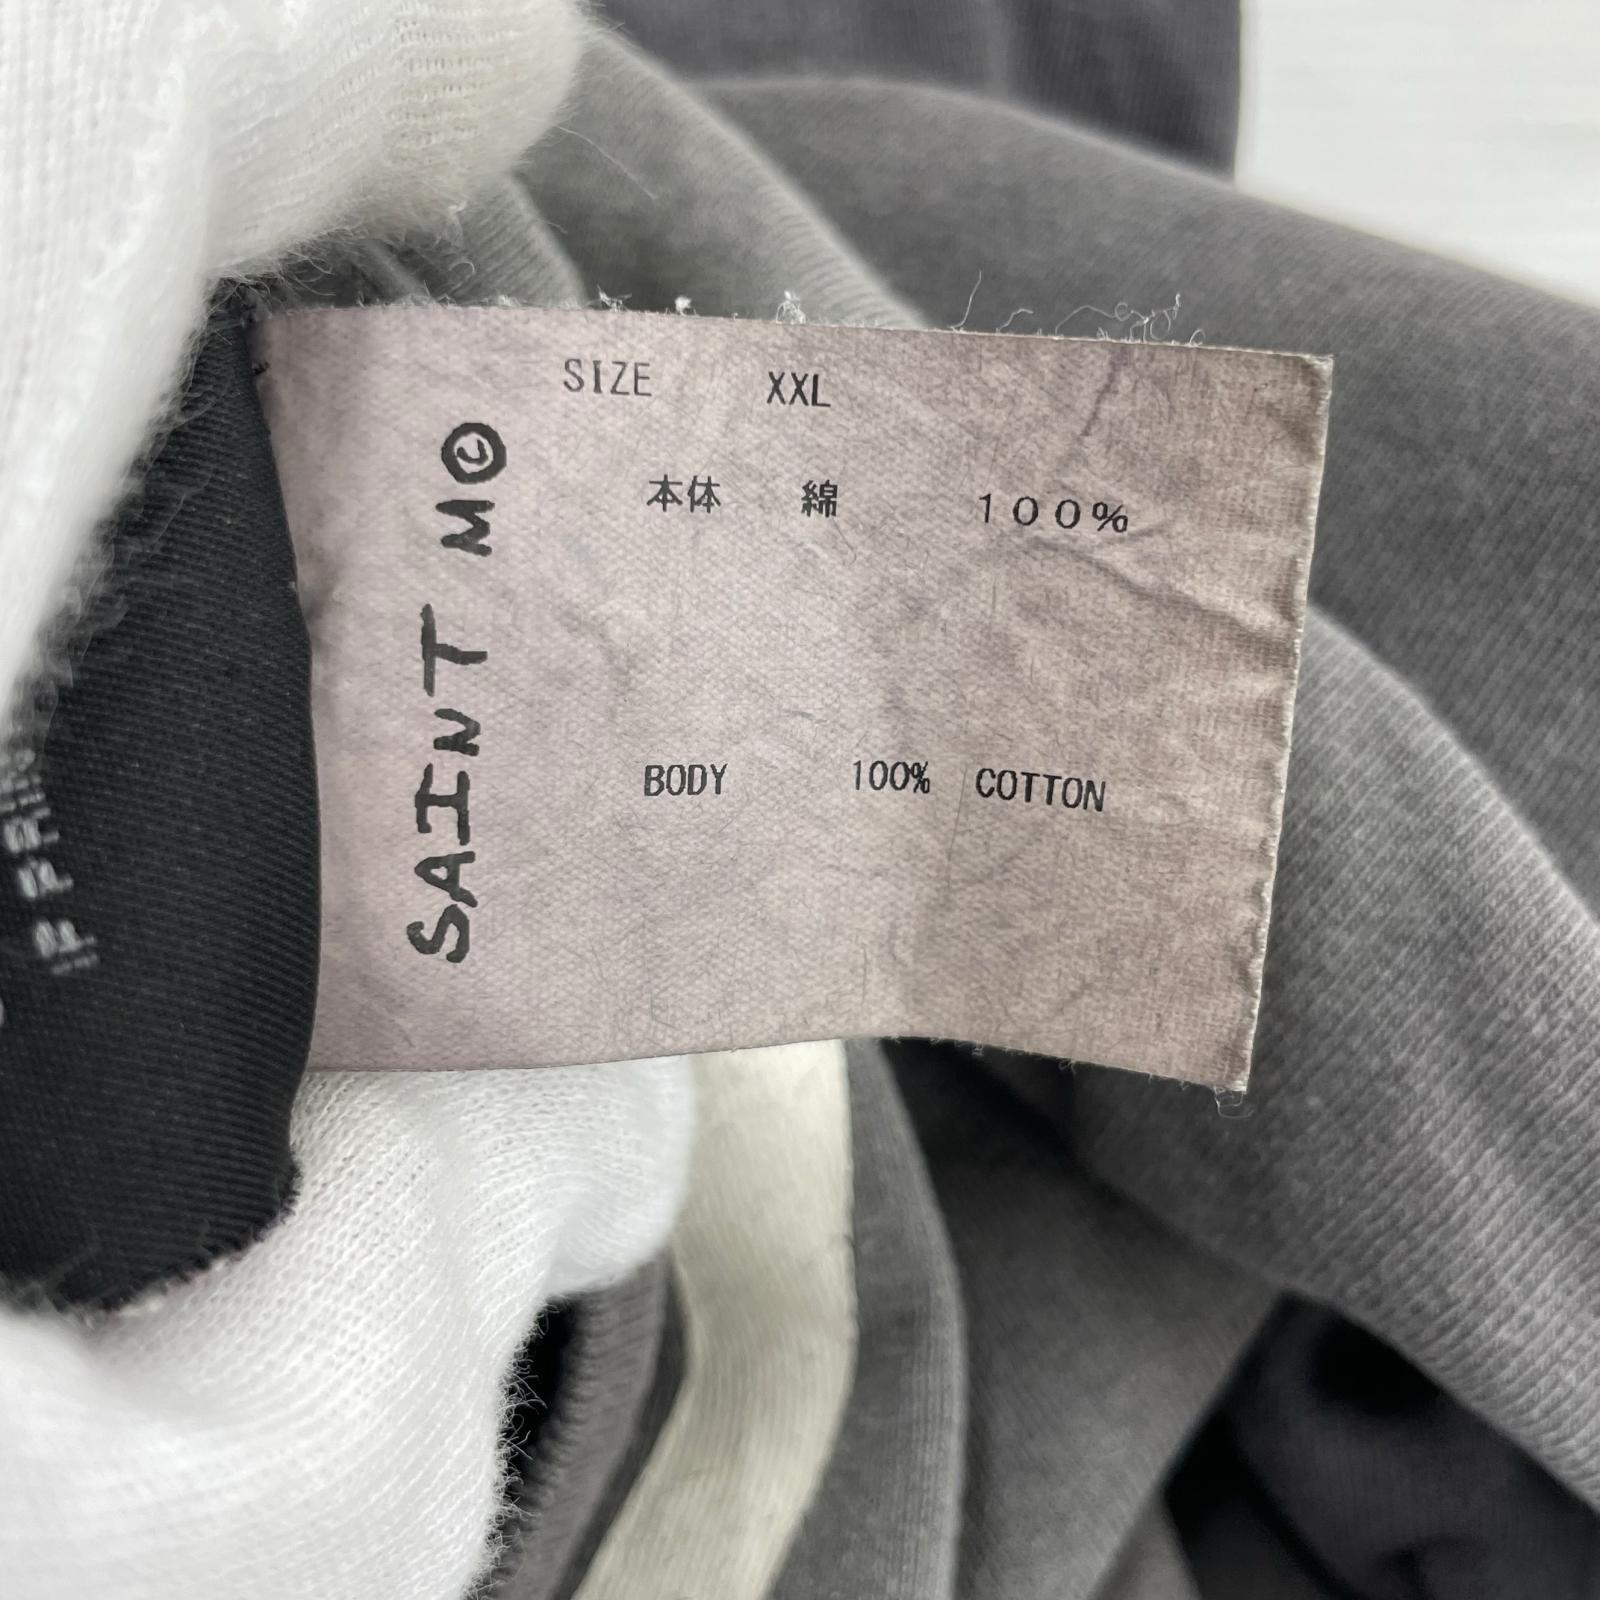 SIZE XXL
本体 綿 100%
BODY 100% COTTON
SAINT M©